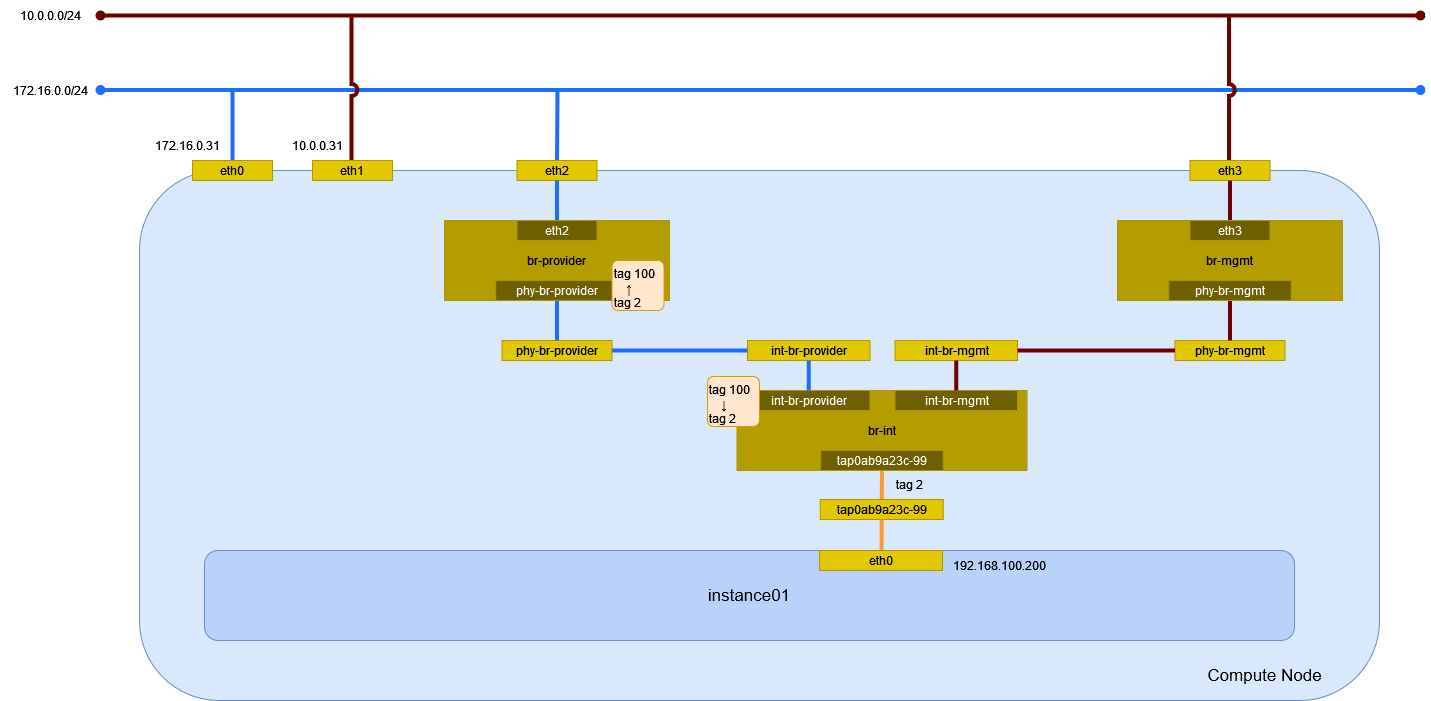 10.0.0.0/24
172.16.0.0/24
172.16.0.31
10.0.0.31
eth0
eth1
eth2
eth3
eth2
eth3
br-provider
br-mgmt
tag 100
↑
tag 2
phy-br-provider
phy-br-mgmt
phy-br-provider
int-br-provider
int-br-mgmt
phy-br-mgmt
tag 100
↓
tag 2
int-br-provider
int-br-mgmt
br-int
tap0ab9a23c-99
tag 2
tap0ab9a23c-99
eth0
192.168.100.200
instance01
Compute Node